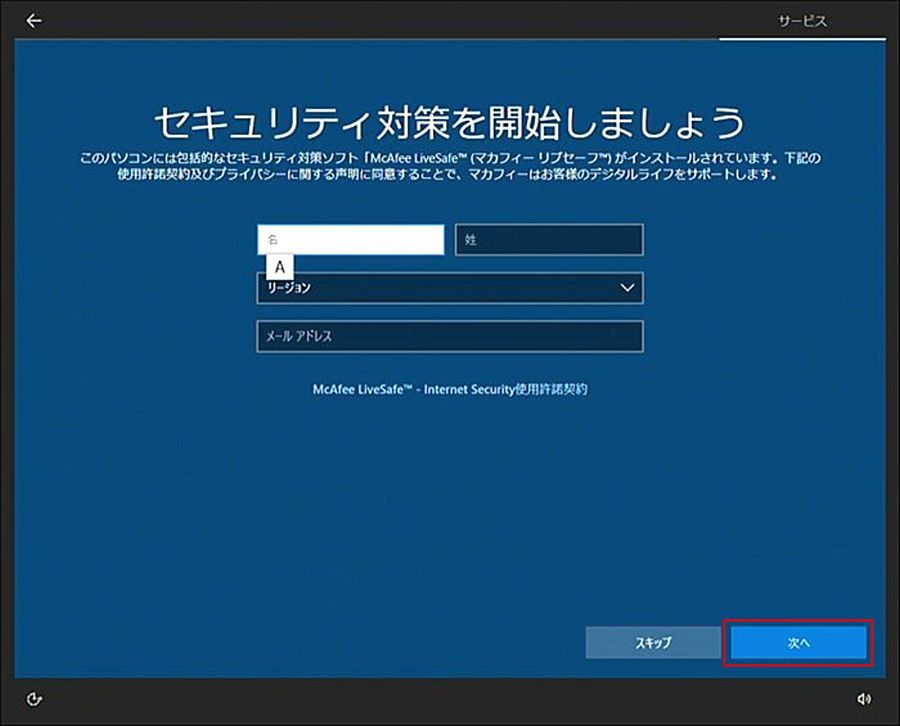 サービス
セキュリティ対策を開始しましょう
このパソコンには包括的なセキュリティ対策ソフト「McAfee LiveSafe™ (マカフィー リブセーフ™) がインストールされています。下記の
使用許諾契約及びプライバシーに関する声明に同意することで、マカフィーはお客様のデジタルライフをサポートします。
名
姓
A
リージョン
メール アドレス
McAfee LiveSafe™ - Internet Security使用許諾契約
スキップ
次へ